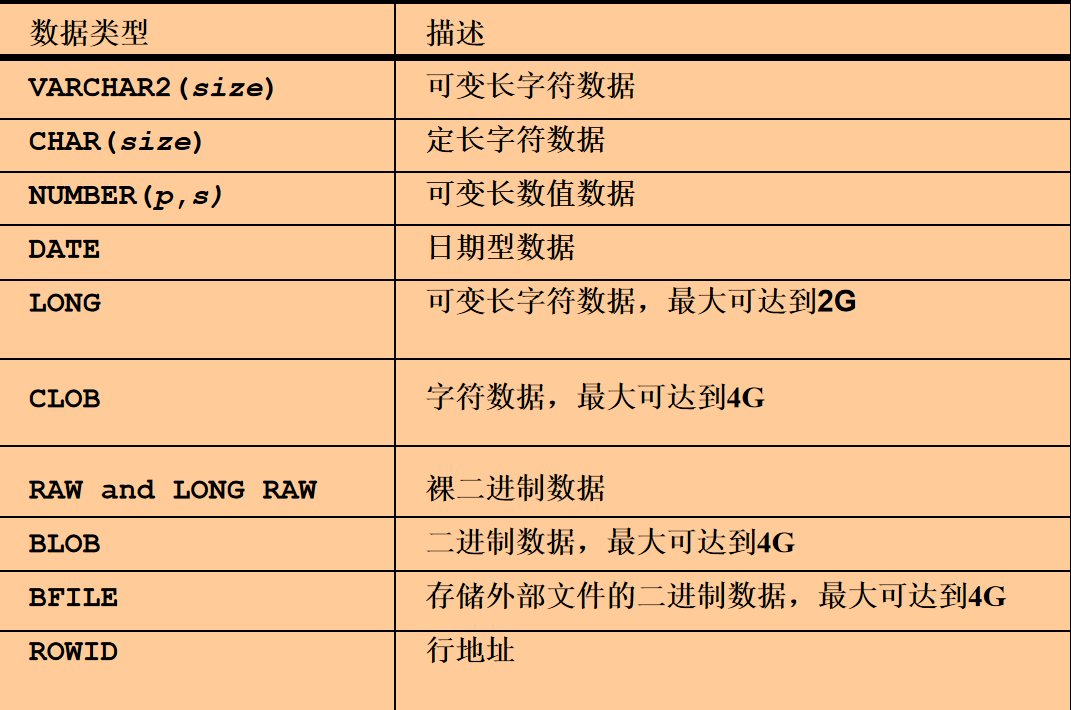 数据类型 描述
VARCHAR2(size) 可变长字符数据
CHAR(size) 定长字符数据
NUMBER(p,s) 可变长数值数据
DATE 日期型数据
LONG 可变长字符数据，最大可达到2G
CLOB 字符数据，最大可达到4G
RAW and LONG RAW 裸二进制数据
BLOB 二进制数据，最大可达到4G
BFILE 存储外部文件的二进制数据，最大可达到4G
ROWID 行地址